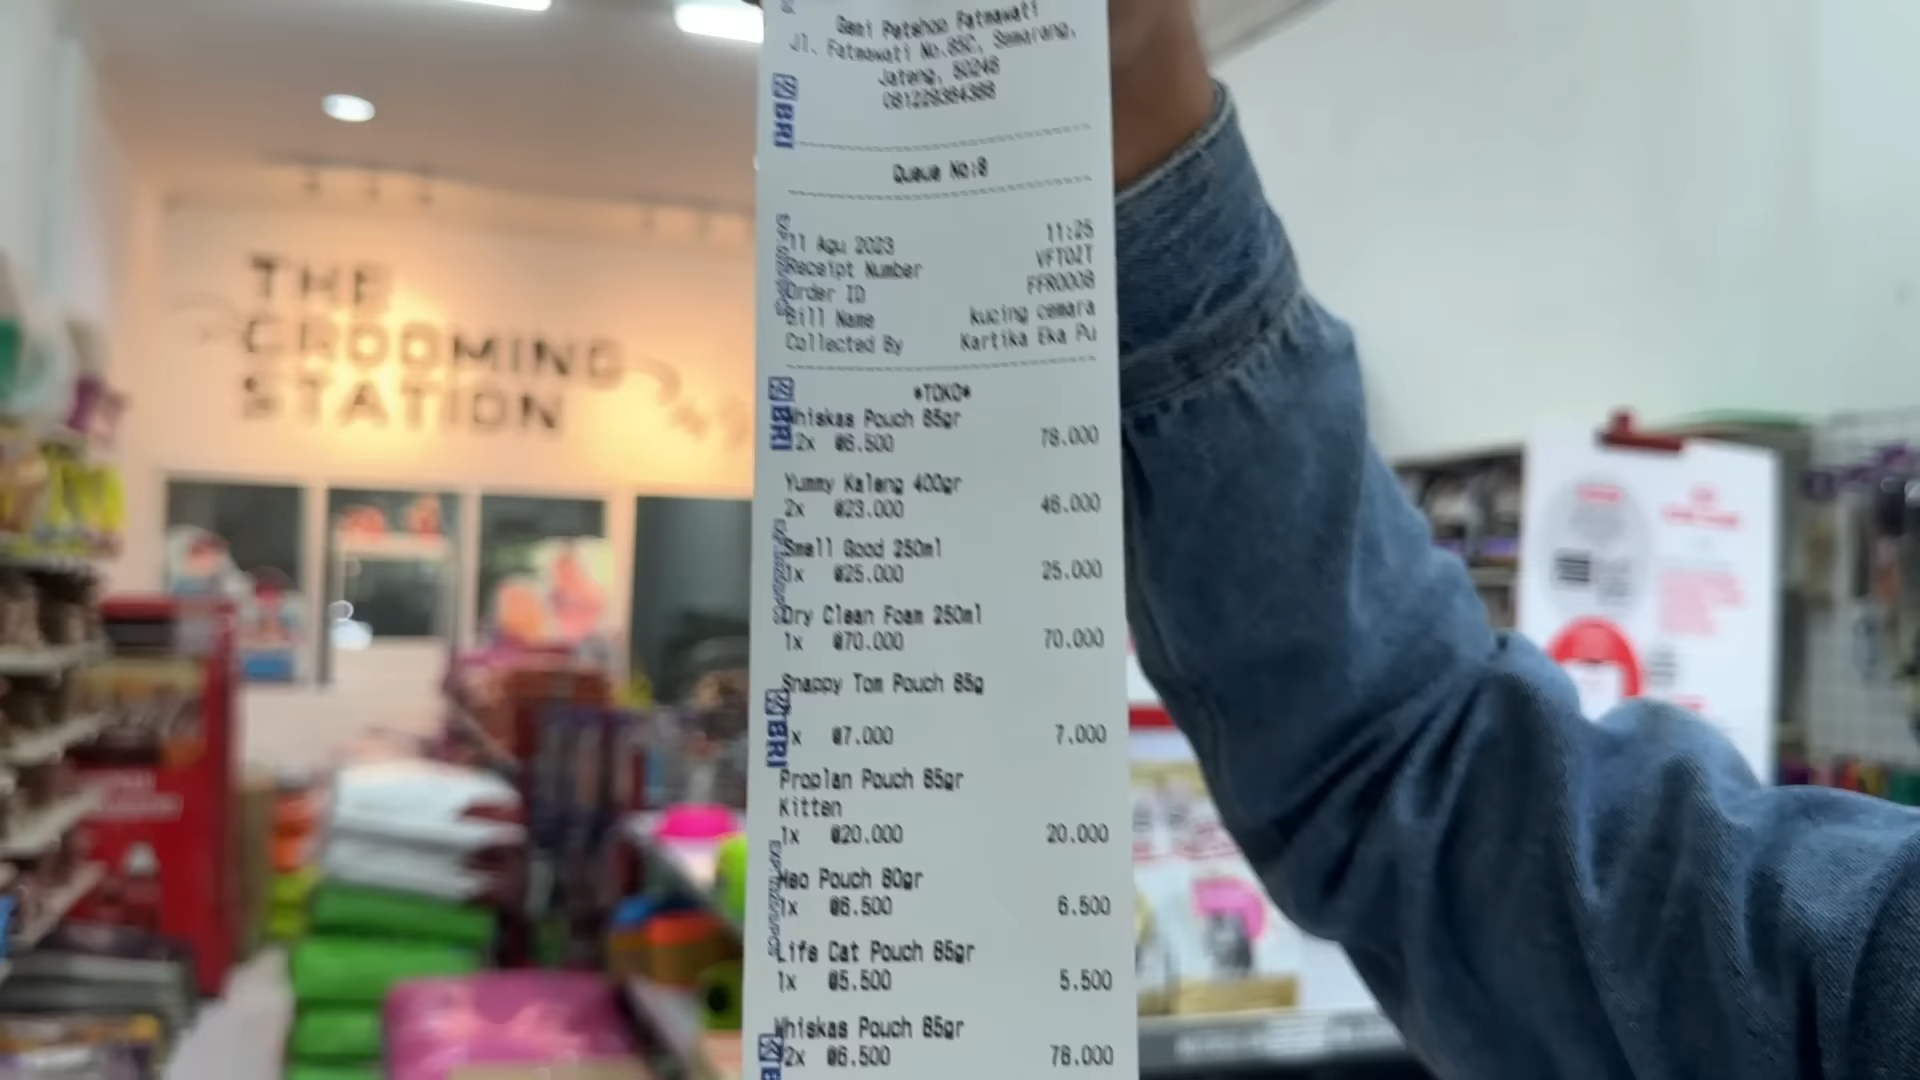 THE
GROOMING
STATION
Gemi Petshop Fatmawati
Jl. Fatmawati No.85C, Semarang,
Jateng, 50246
BRI
Queue No:8
11 Agu 2023 11:25
Receipt Number
Order ID
Bill Name kucing cemara
Collected By Kartika Eka Pu
*TOKO*
BRI
Whiskas Pouch 85gr
2x @6.500 78.000
Yummy Kaleng 400gr
2x @23.000 46.000
Smell Good 250ml
1x @25.000 25.000
Dry Clean Foam 250ml
1x @70.000 70.000
Snappy Tom Pouch 85g
BRI
x @7.000 7.000
Proplan Pouch 85gr
Kitten
1x @20.000 20.000
Meo Pouch 80gr
1x @6.500 6.500
Life Cat Pouch 85gr
1x @5.500 5.500
Whiskas Pouch 85gr
2x @6.500 78.000